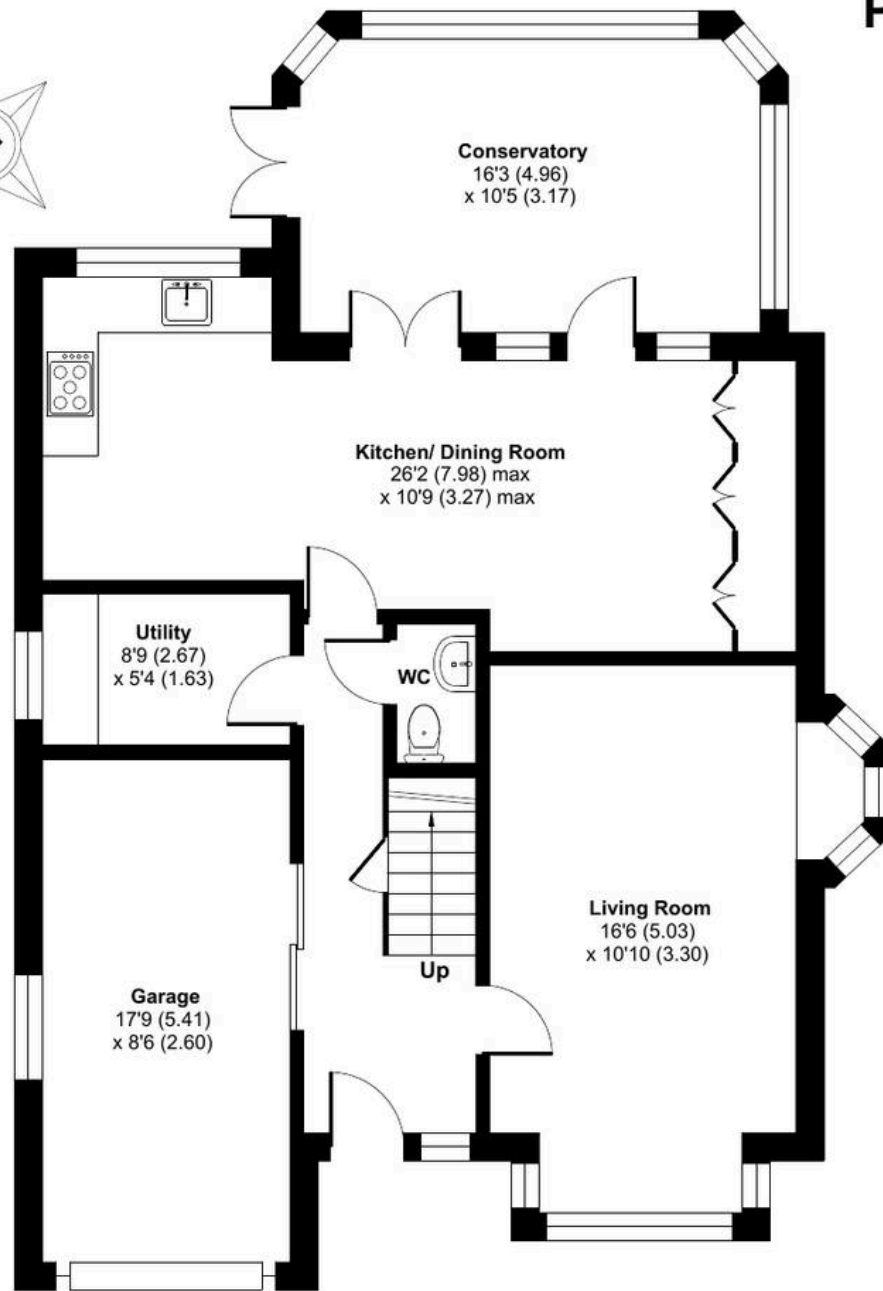 Conservatory
16'3 (4.96)
x 10'5 (3.17)
Kitchen/ Dining Room
26'2 (7.98) max
x 10'9 (3.27) max
Utility
8'9 (2.67)
x 5'4 (1.63)
WC
Living Room
16'6 (5.03)
x 10'10 (3.30)
Up
Garage
17'9 (5.41)
x 8'6 (2.60)